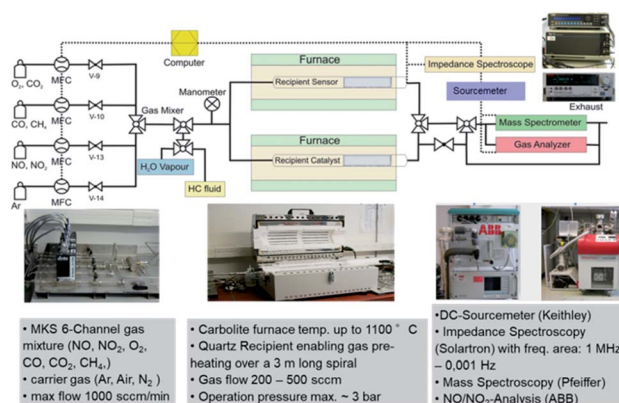 Computer
O₂, CO₂
MFC
V-9
CO, CH₄
MFC
V-10
NO, NO₂
MFC
V-13
Ar
MFC
V-14
Gas Mixer
Manometer
H₂O Vapour
HC fluid
Furnace
Recipient Sensor
Furnace
Recipient Catalyst
Impedance Spectroscope
Sourcemeter
Exhaust
Mass Spectrometer
Gas Analyzer
ABB
• MKS 6-Channel gas
mixture (NO, NO₂, O₂,
CO, CO₂, CH₄,)
• carrier gas (Ar, Air, N₂ )
• max flow 1000 sccm/min
• Carbolite furnace temp. up to 1100 ° C
• Quartz Recipient enabling gas pre-
heating over a 3 m long spiral
• Gas flow 200 – 500 sccm
• Operation pressure max. ~ 3 bar
•DC-Sourcemeter (Keithley)
• Impedance Spectroscopy
(Solartron) with freq. area: 1 MHz
– 0,001 Hz
• Mass Spectroscopy (Pfeiffer)
• NO/NO₂-Analysis (ABB)